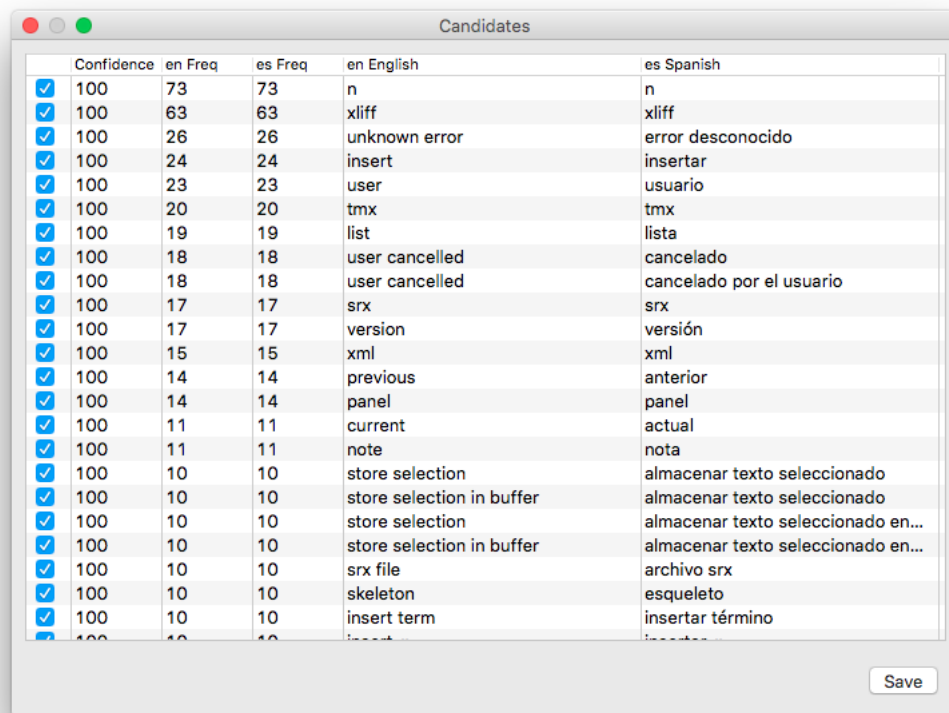 Candidates
Confidence en Freq es Freq en English es Spanish
100 73 73 n n
100 63 63 xliff xliff
100 26 26 unknown error error desconocido
100 24 24 insert insertar
100 23 23 user usuario
100 20 20 tmx tmx
100 19 19 list lista
100 18 18 user cancelled cancelado
100 18 18 user cancelled cancelado por el usuario
100 17 17 srx srx
100 17 17 version versión
100 15 15 xml xml
100 14 14 previous anterior
100 14 14 panel panel
100 11 11 current actual
100 11 11 note nota
100 10 10 store selection almacenar texto seleccionado
100 10 10 store selection in buffer almacenar texto seleccionado
100 10 10 store selection almacenar texto seleccionado en...
100 10 10 store selection in buffer almacenar texto seleccionado en...
100 10 10 srx file archivo srx
100 10 10 skeleton esqueleto
100 10 10 insert term insertar término
100 10 10 insert insertar
Save